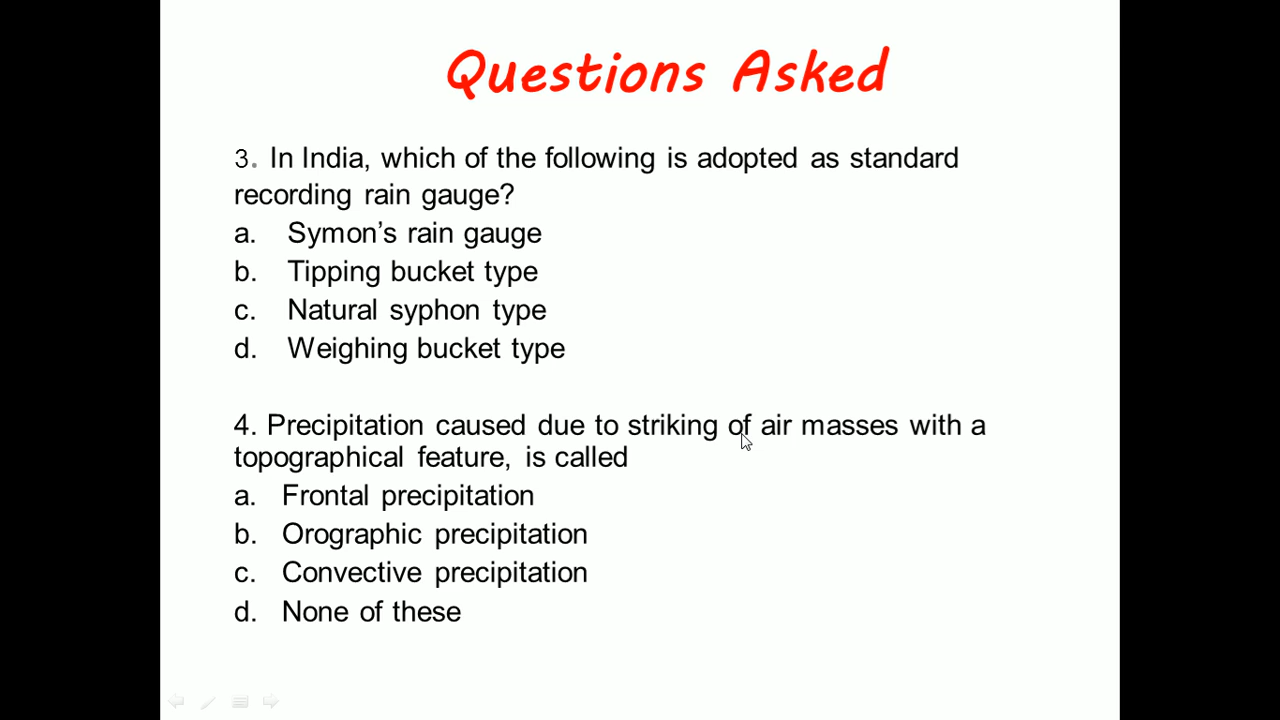 Questions Asked
3. In India, which of the following is adopted as standard
recording rain gauge?
a. Symon’s rain gauge
b. Tipping bucket type
c. Natural syphon type
d. Weighing bucket type
4. Precipitation caused due to striking of air masses with a
topographical feature, is called
a. Frontal precipitation
b. Orographic precipitation
c. Convective precipitation
d. None of these